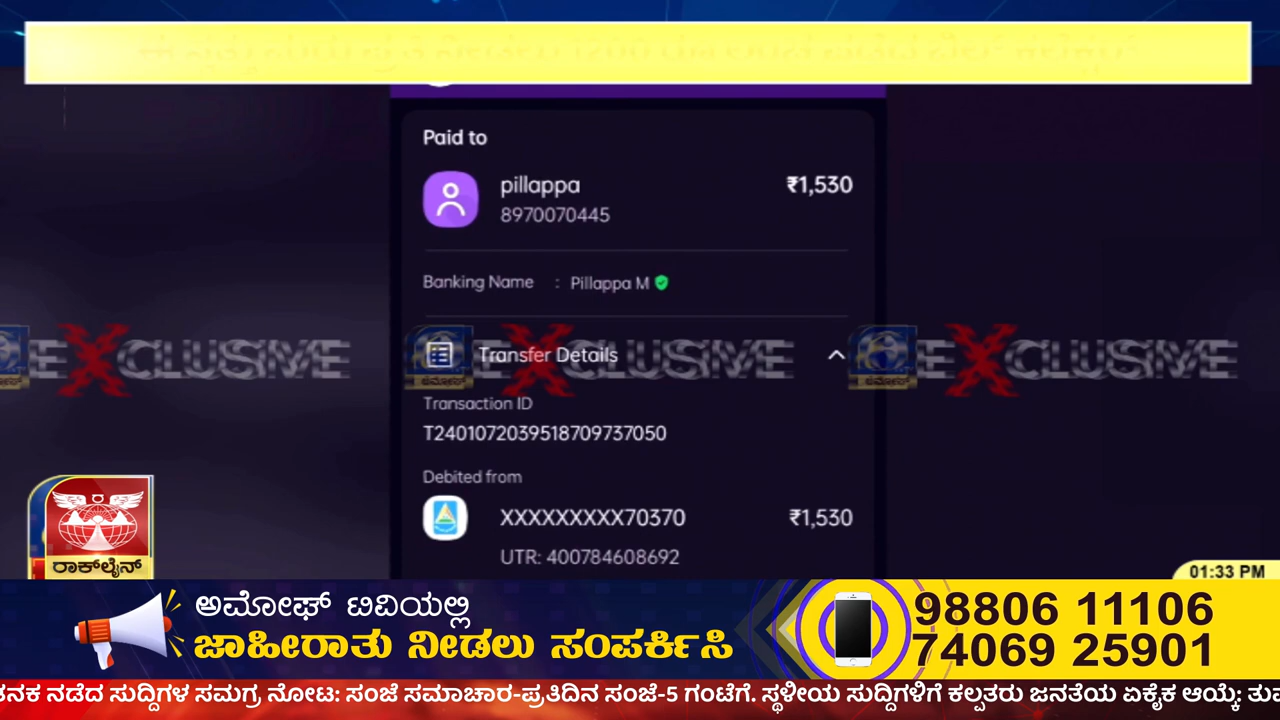 Paid to
pillappa
₹1,530
8970070445
Banking Name : Pillappa M
EXCLUSIVE
EXCLUSIVE
EXCLUSIVE
ಅಮೋಘ್
Transfer Details
Transaction ID
T2401072039518709737050
Debited from
XXXXXXXXX70370
₹1,530
UTR: 400784608692
ರಾಕ್‌ಲೈನ್
01:33 PM
ಅಮೋಘ್ ಟಿವಿಯಲ್ಲಿ
ಜಾಹೀರಾತು ನೀಡಲು ಸಂಪರ್ಕಿಸಿ
98806 11106
74069 25901
ನಡೆದ ಸುದ್ದಿಗಳ ಸಮಗ್ರ ನೋಟ: ಸಂಜೆ ಸಮಾಚಾರ-ಪ್ರತಿದಿನ ಸಂಜೆ-5 ಗಂಟೆಗೆ. ಸ್ಥಳೀಯ ಸುದ್ದಿಗಳಿಗೆ ಕಲ್ಪತರು ಜನತೆಯ ಏಕೈಕ ಆಯ್ಕೆ: